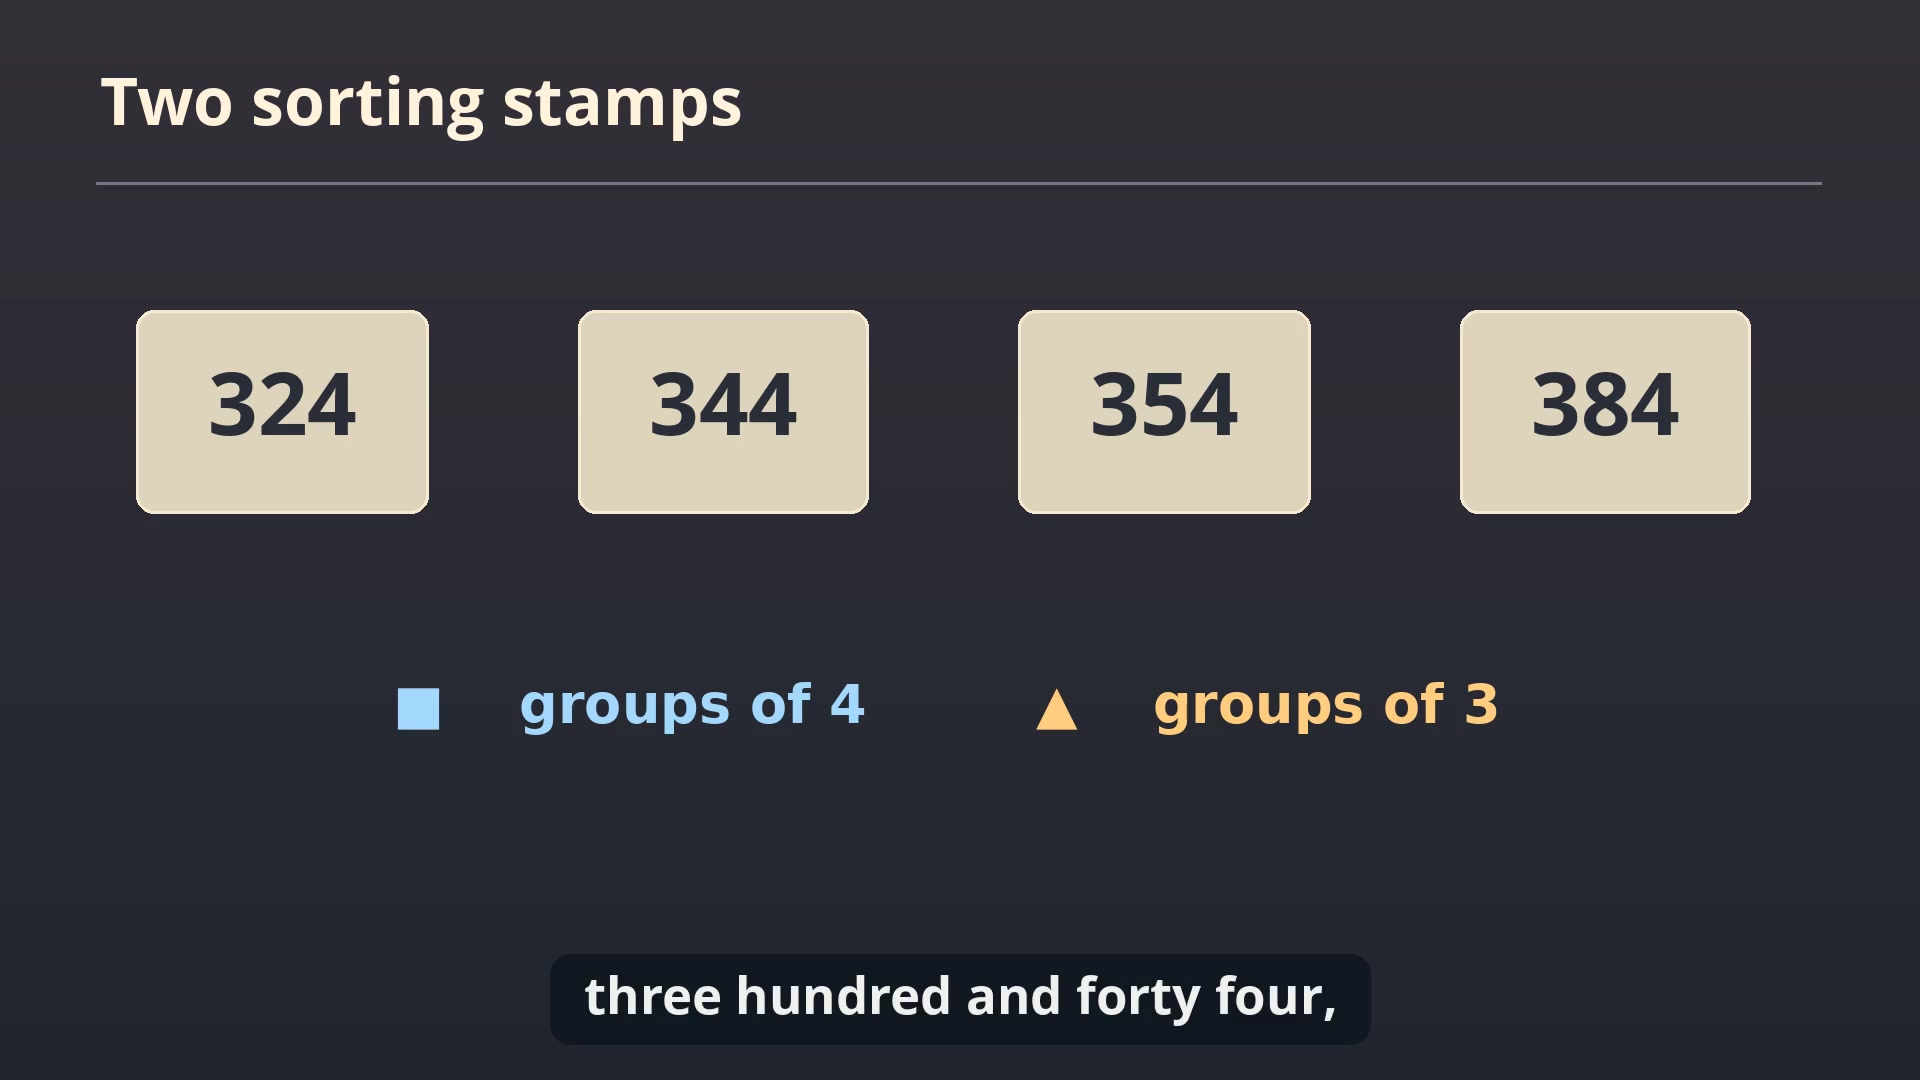 Two sorting stamps
324 344 354 384
■ groups of 4 ▲ groups of 3
three hundred and forty four,